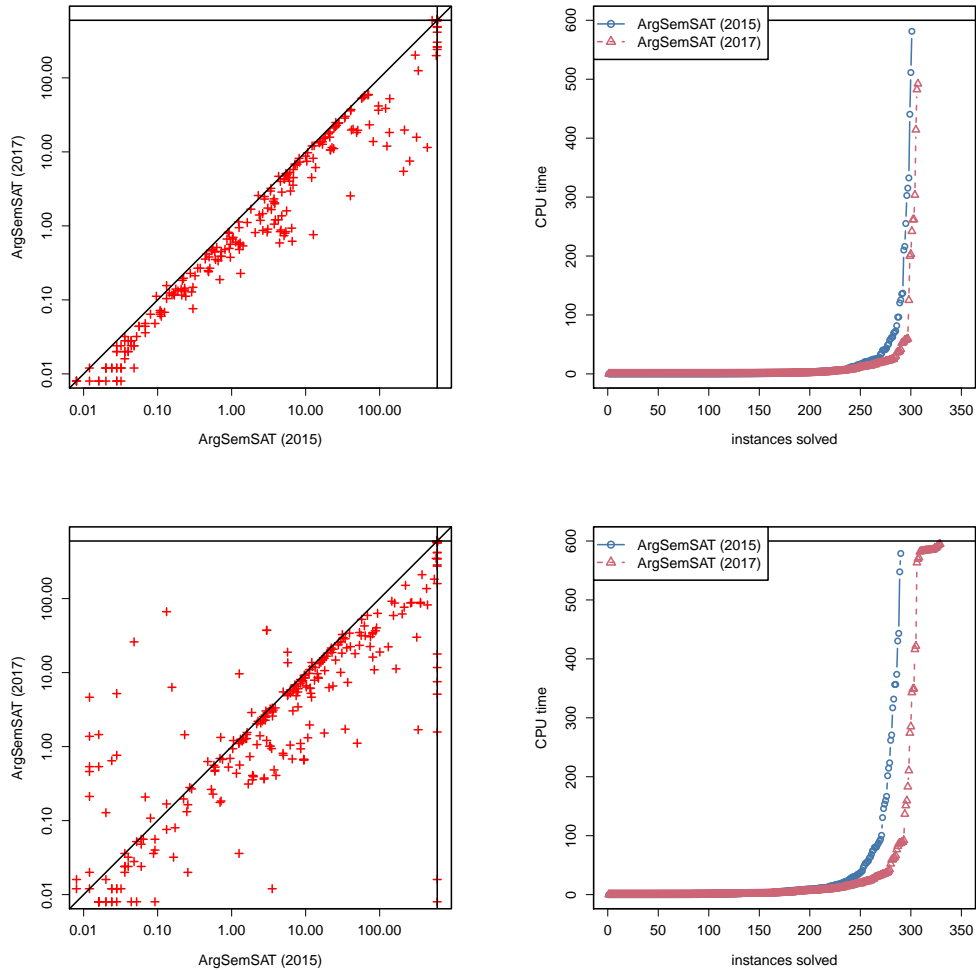 ArgSemSAT (2017)
100.00
10.00
1.00
0.10
0.01
0.01 0.10 1.00 10.00 100.00
ArgSemSAT (2015)
CPU time
600
500
400
300
200
100
0
ArgSemSAT (2015)
ArgSemSAT (2017)
0 50 100 150 200 250 300 350
instances solved
ArgSemSAT (2017)
100.00
10.00
1.00
0.10
0.01
0.01 0.10 1.00 10.00 100.00
ArgSemSAT (2015)
CPU time
600
500
400
300
200
100
0
ArgSemSAT (2015)
ArgSemSAT (2017)
0 50 100 150 200 250 300 350
instances solved